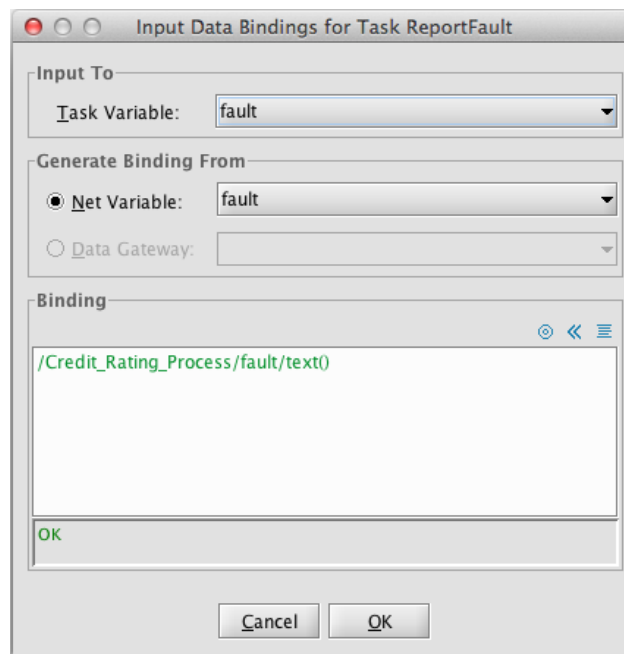 Input Data Bindings for Task ReportFault
Input To
Task Variable: fault
Generate Binding From
Net Variable: fault
Data Gateway:
Binding
/Credit_Rating_Process/fault/text()
OK
Cancel OK